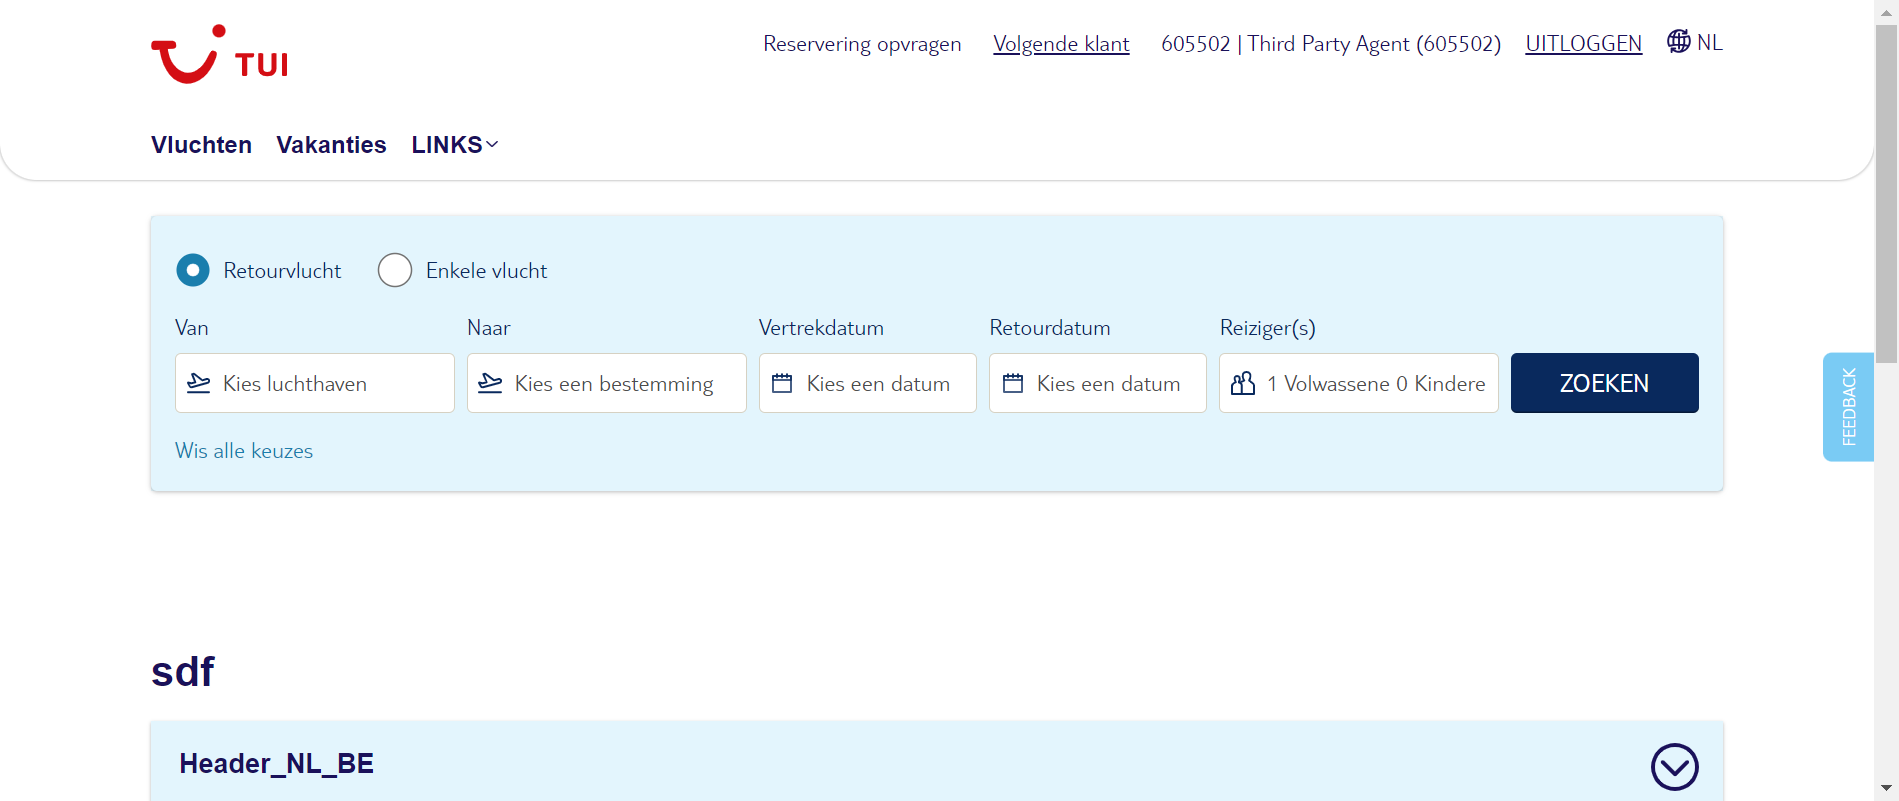 TUI
Reservering opvragen Volgende klant 605502 | Third Party Agent (605502) UITLOGGEN NL
Vluchten Vakanties LINKS
Retourvlucht Enkele vlucht
Van Naar Vertrekdatum Retourdatum Reiziger(s)
Kies luchthaven Kies een bestemming Kies een datum Kies een datum 1 Volwassene 0 Kindere ZOEKEN
Wis alle keuzes
FEEDBACK
sdf
Header_NL_BE